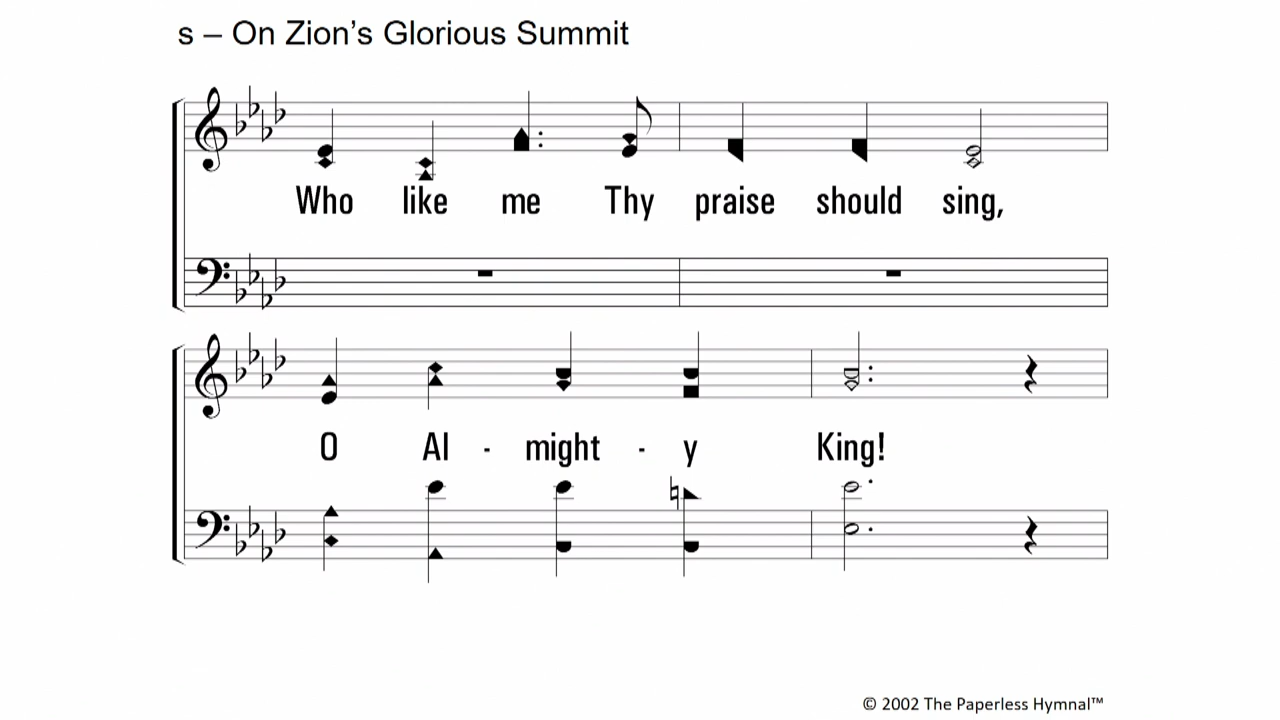 s – On Zion’s Glorious Summit
Who like me Thy praise should sing,
O Al - might - y King!
© 2002 The Paperless Hymnal™